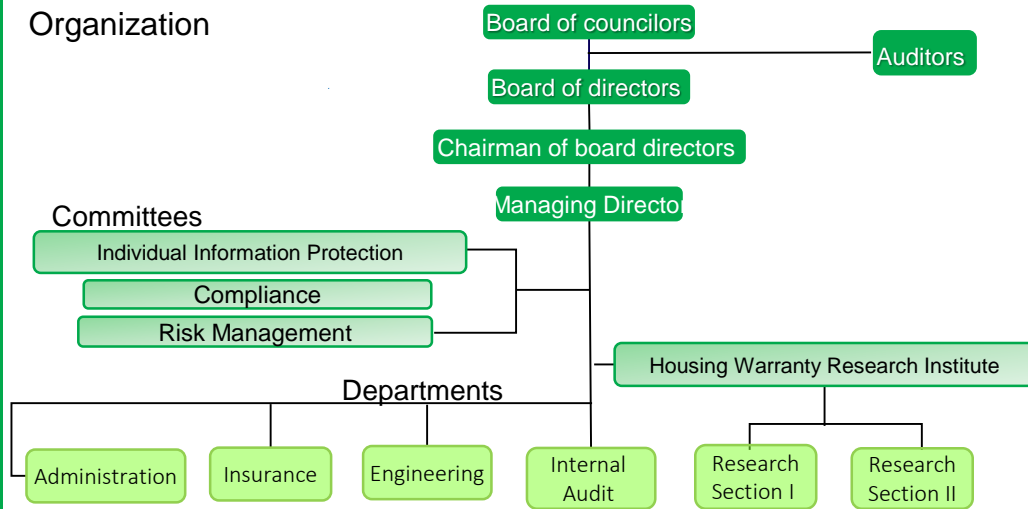 Organization
Board of councilors
Auditors
Board of directors
Chairman of board directors
Managing Director
Committees
Individual Information Protection
Compliance
Risk Management
Housing Warranty Research Institute
Departments
Administration
Insurance
Engineering
Internal
Audit
Research
Section I
Research
Section II